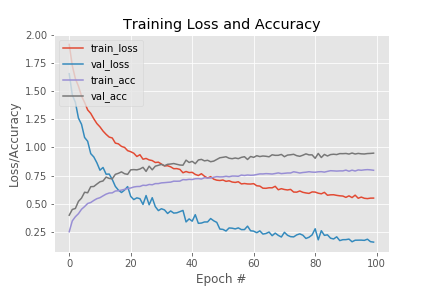 Training Loss and Accuracy
2.00
1.75
1.50
1.25
1.00
0.75
0.50
0.25
Loss/Accuracy
train_loss
val_loss
train_acc
val_acc
0
20
40
60
80
100
Epoch #